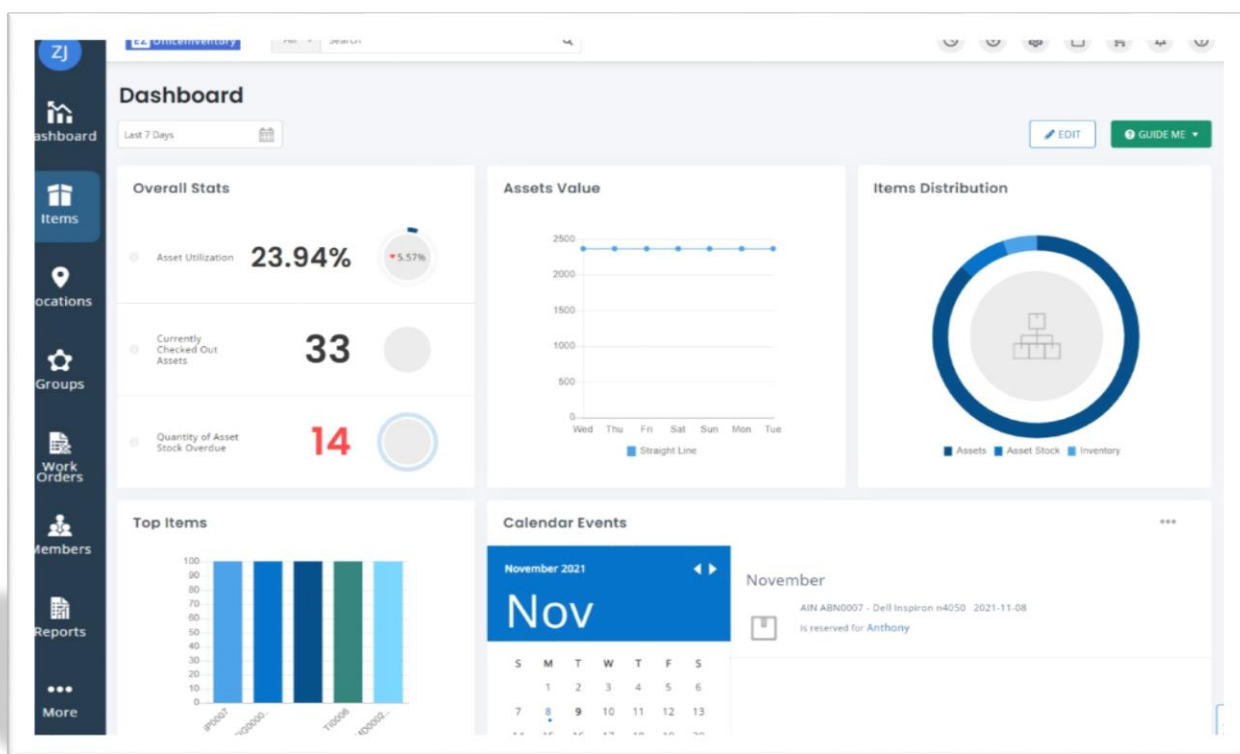 ZJ
EZ OfficeInventory
Search
Dashboard
ashboard
Last 7 Days
EDIT
GUIDE ME
Items
ocations
Groups
Work
Orders
Members
Reports
More
Overall Stats
Asset Utilization 23.94% 5.57%
Currently
Checked Out
Assets
33
Quantity of Asset
Stock Overdue
14
Assets Value
2500
2000
1500
1000
500
0
Wed Thu Fri Sat Sun Mon Tue
Straight Line
Items Distribution
Assets Asset Stock Inventory
Top Items
100
90
80
70
60
50
40
30
20
10
0
TI0006
Calendar Events
November 2021
Nov
S M T W T F S
1 2 3 4 5 6
7 8 9 10 11 12 13
November
AIN ABN0007 - Dell Inspiron n4050 2021-11-08
is reserved for Anthony